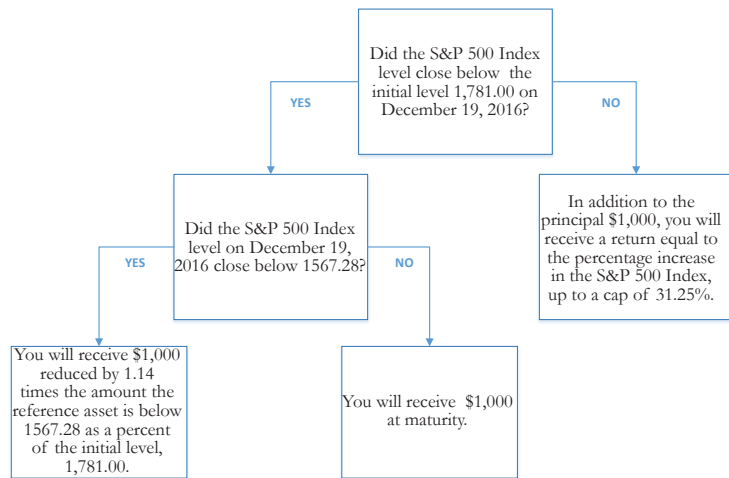 Did the S&P 500 Index
level close below the
initial level 1,781.00 on
December 19, 2016?
YES
NO
Did the S&P 500 Index
level on December 19,
2016 close below 1567.28?
In addition to the
principal $1,000, you will
receive a return equal to
the percentage increase
in the S&P 500 Index,
up to a cap of 31.25%.
YES
NO
You will receive $1,000
reduced by 1.14
times the amount the
reference asset is below
1567.28 as a percent
of the initial level,
1,781.00.
You will receive $1,000
at maturity.